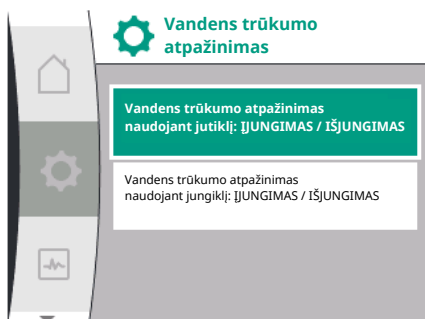 Vandens trūkumo
atpažinimas
Vandens trūkumo atpažinimas
naudojant jutiklį: ĮJUNGIMAS / IŠJUNGIMAS
Vandens trūkumo atpažinimas
naudojant jungiklį: ĮJUNGIMAS / IŠJUNGIMAS